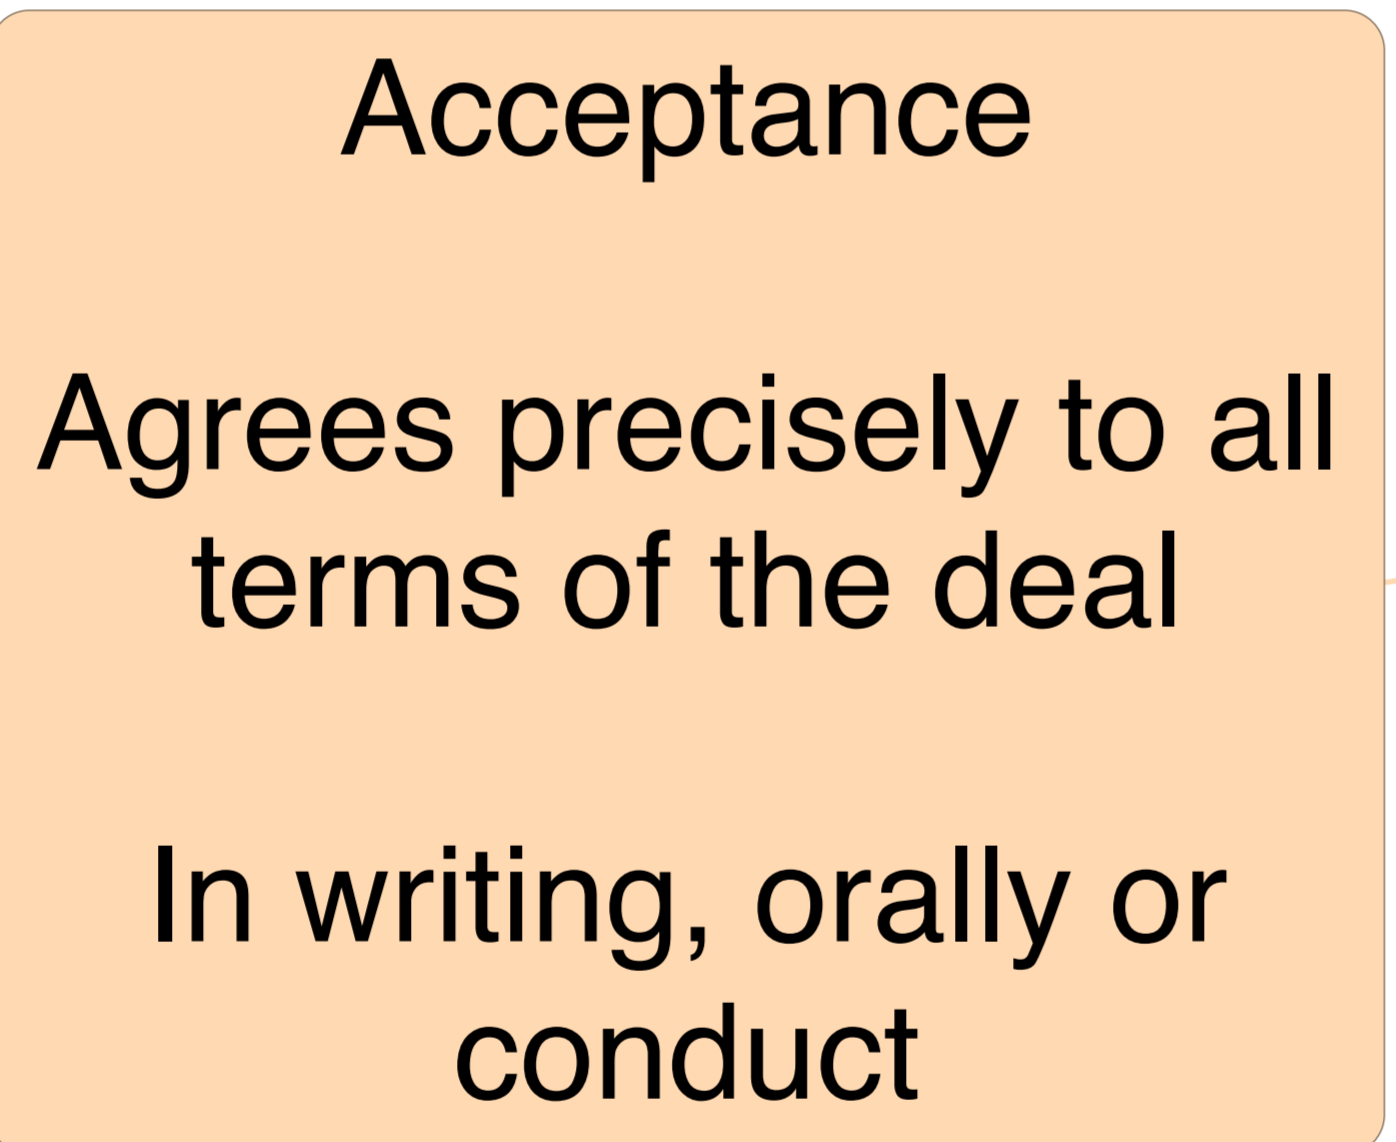 Acceptance
Agrees precisely to all
terms of the deal
In writing, orally or
conduct